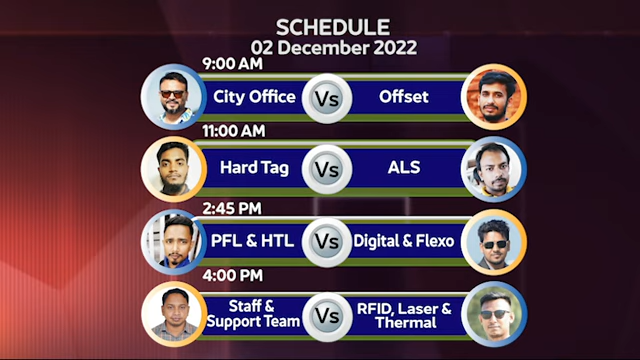 SCHEDULE
02 December 2022
9:00 AM
City Office Vs Offset
11:00 AM
Hard Tag Vs ALS
2:45 PM
PFL & HTL Vs Digital & Flexo
4:00 PM
Staff &
Support Team Vs RFID, Laser &
Thermal